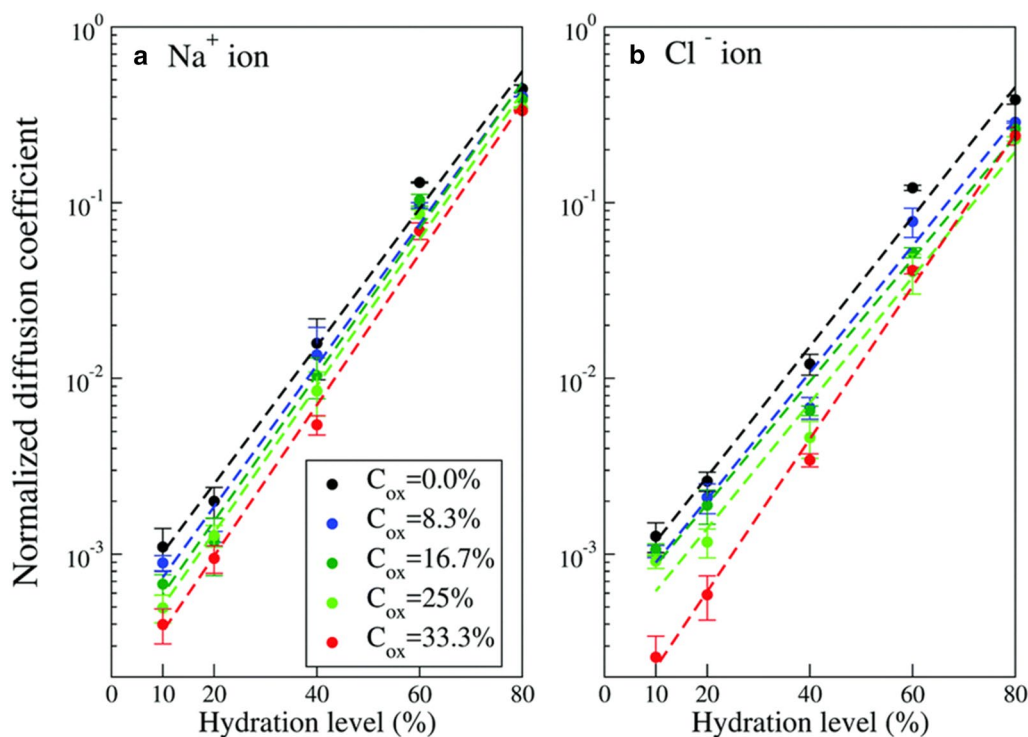 a Na+ ion
b Cl- ion
Normalized diffusion coefficient
10^0
10^-1
10^-2
10^-3
10^0
10^-1
10^-2
10^-3
C_ox=0.0%
C_ox=8.3%
C_ox=16.7%
C_ox=25%
C_ox=33.3%
0 10 20 40 60 80
0 10 20 40 60 80
Hydration level (%)
Hydration level (%)